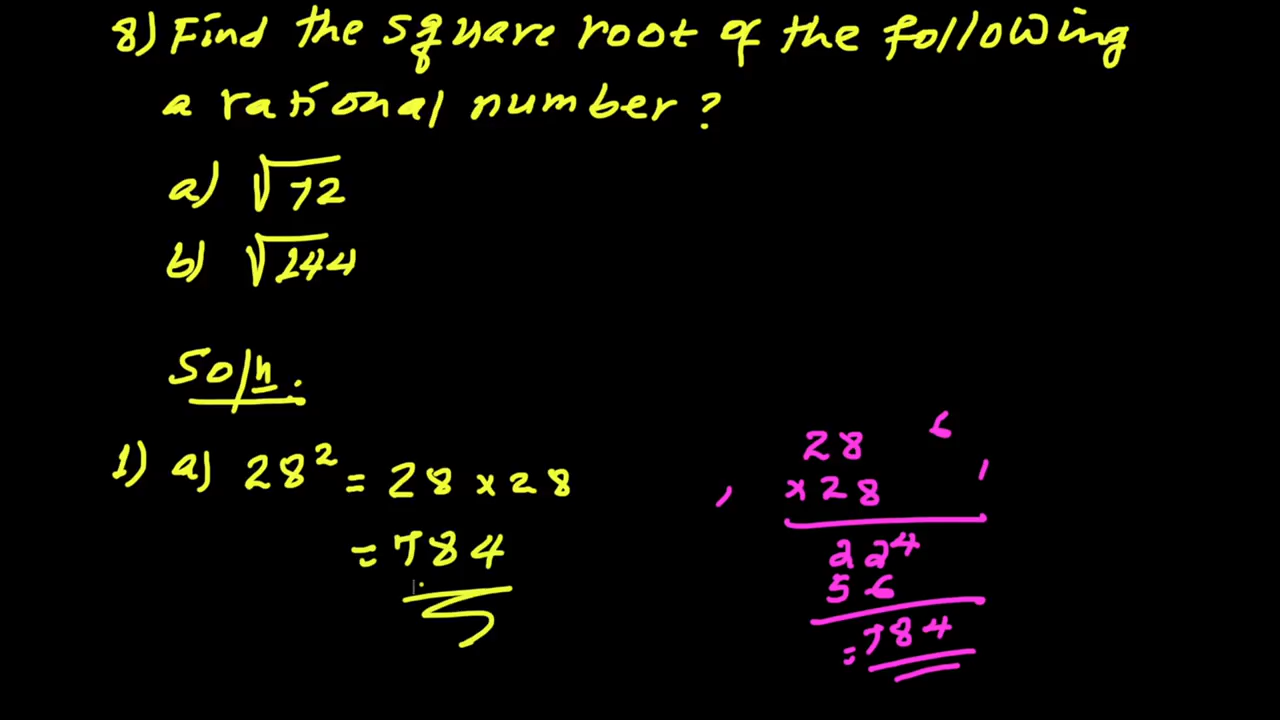 8) Find the square root of the following
a rational number?
a) √72
b) √244
Soln.
1) a) 28² = 28 × 28
= 784
28 6
× 28
224
56
= 784